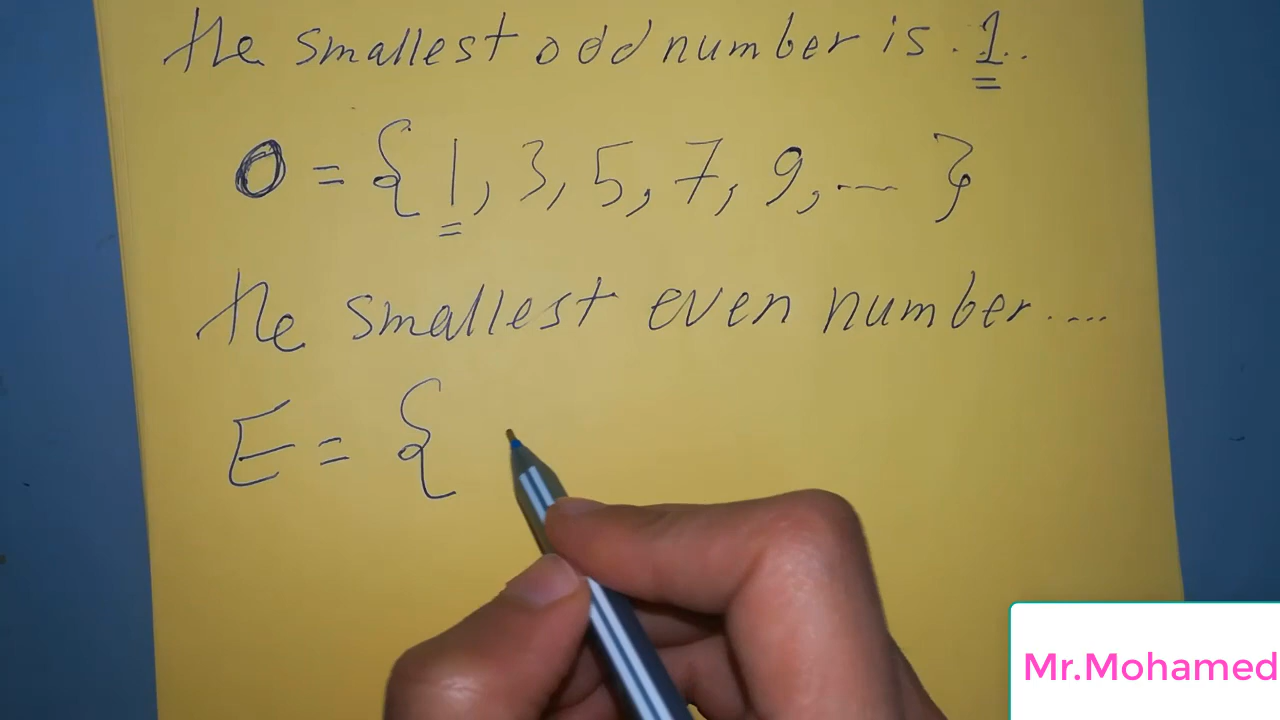 the smallest odd number is . 1 .
O = { 1, 3, 5, 7, 9, ... }
the smallest even number ....
E = {
Mr.Mohamed